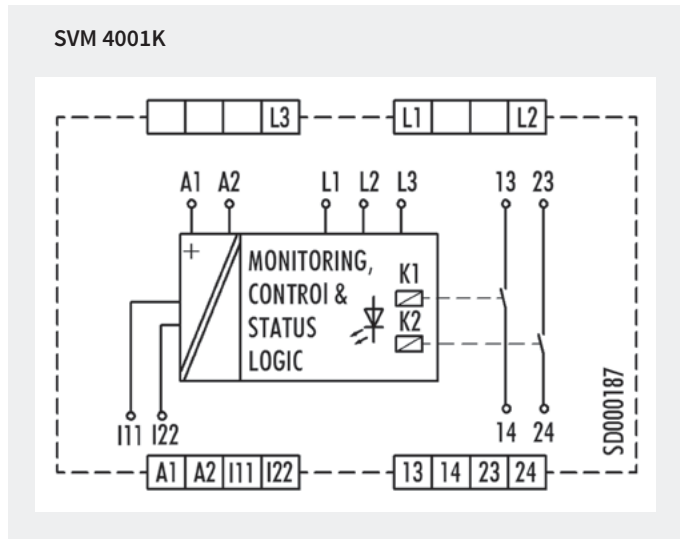 SVM 4001K
L3 L1 L2
A1 A2 L1 L2 L3 13 23
+
MONITORING,
CONTROl &
STATUS
LOGIC
K1
K2
I11 I22 14 24
SD000187
A1 A2 I11 I22 13 14 23 24